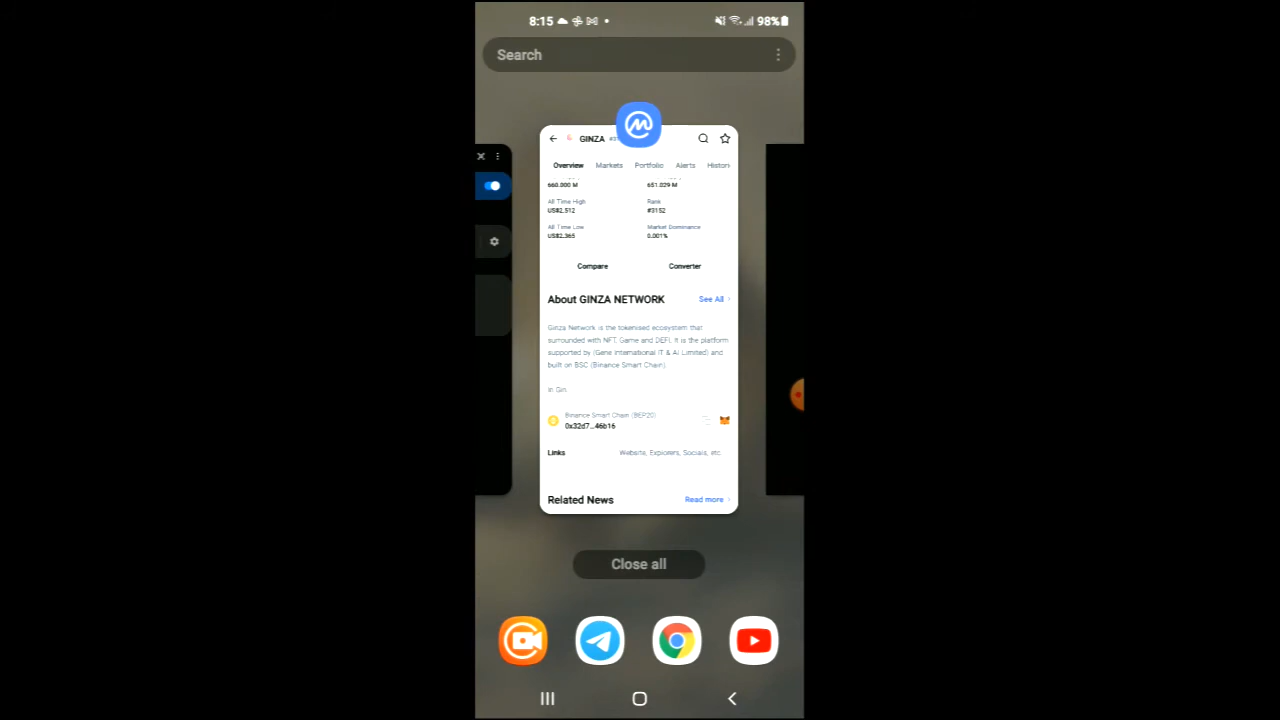 8:15
98%
Search
GINZA
Overview Markets Portfolio Alerts Histori
660.000 M 651.029 M
All Time High Rank
US$2.512 #3152
All Time Low Market Dominance
US$2.365 0.001%
Compare Converter
About GINZA NETWORK See All
Ginza Network is the tokenised ecosystem that
surrounded with NFT, Game and DEFI. It is the platform
supported by (Gene International IT & Ai Limited) and
built on BSC (Binance Smart Chain).
In Gin
Binance Smart Chain (BEP20)
0x32d7...46b16
Links Website, Explorers, Socials, etc.
Related News Read more
Close all